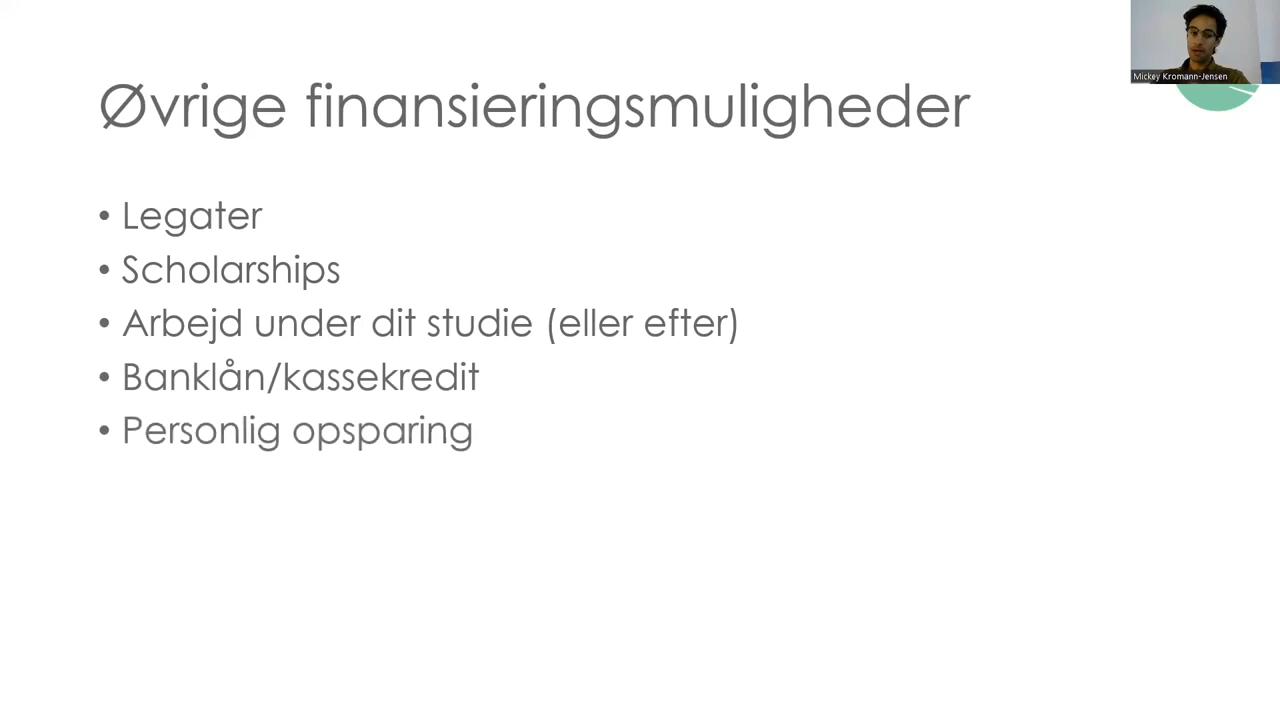 Øvrige finansieringsmuligheder
• Legater
• Scholarships
• Arbejd under dit studie (eller efter)
• Banklån/kassekredit
• Personlig opsparing
Mickey Kromann-Jensen